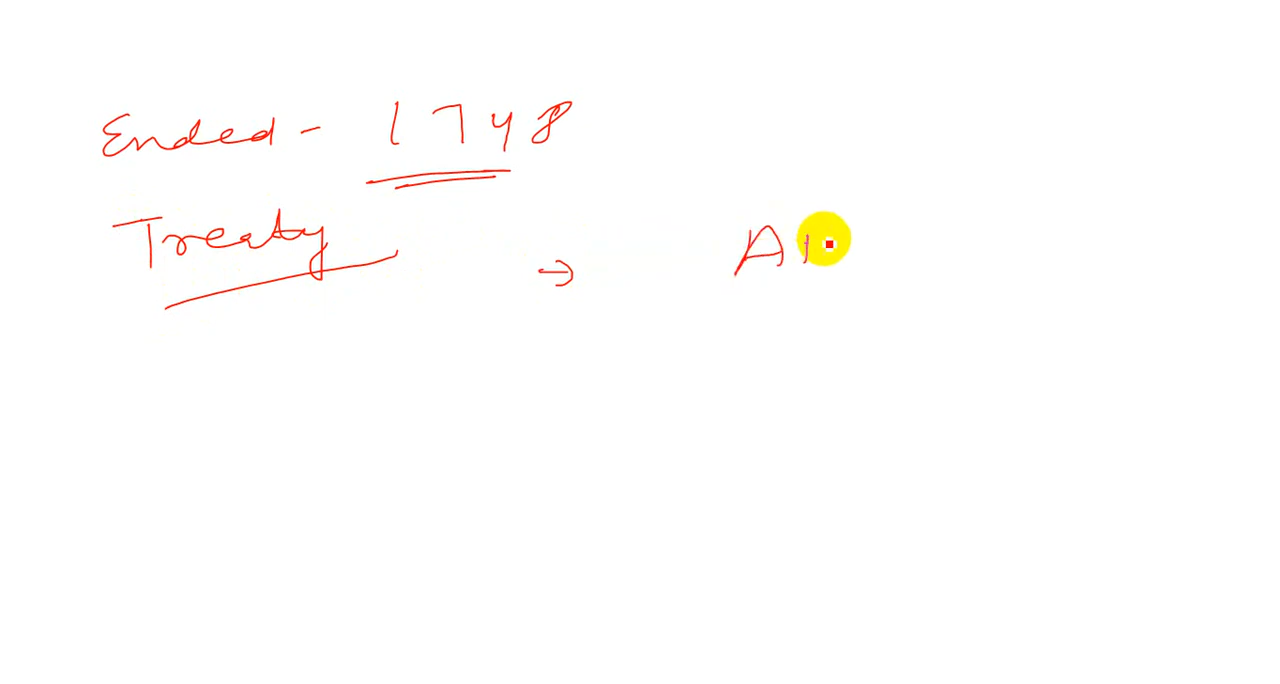 Ended - 1748
Treaty → A